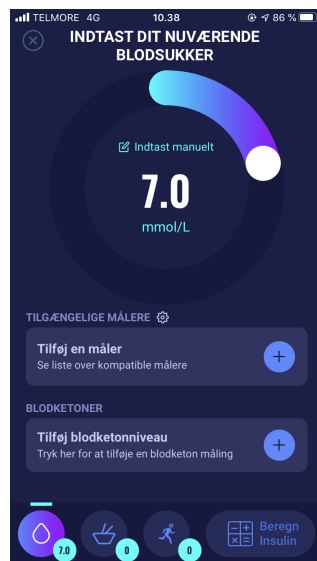 TELMORE 4G 10.38 86 %
INDTAST DIT NUVÆRENDE
BLODSUKKER
Indtast manuelt
7.0
mmol/L
TILGÆNGELIGE MÅLERE
Tilføj en måler
Se liste over kompatible målere
BLODKETONER
Tilføj blodketonniveau
Tryk her for at tilføje en blodketon måling
7.0
0
0
Beregn
Insulin